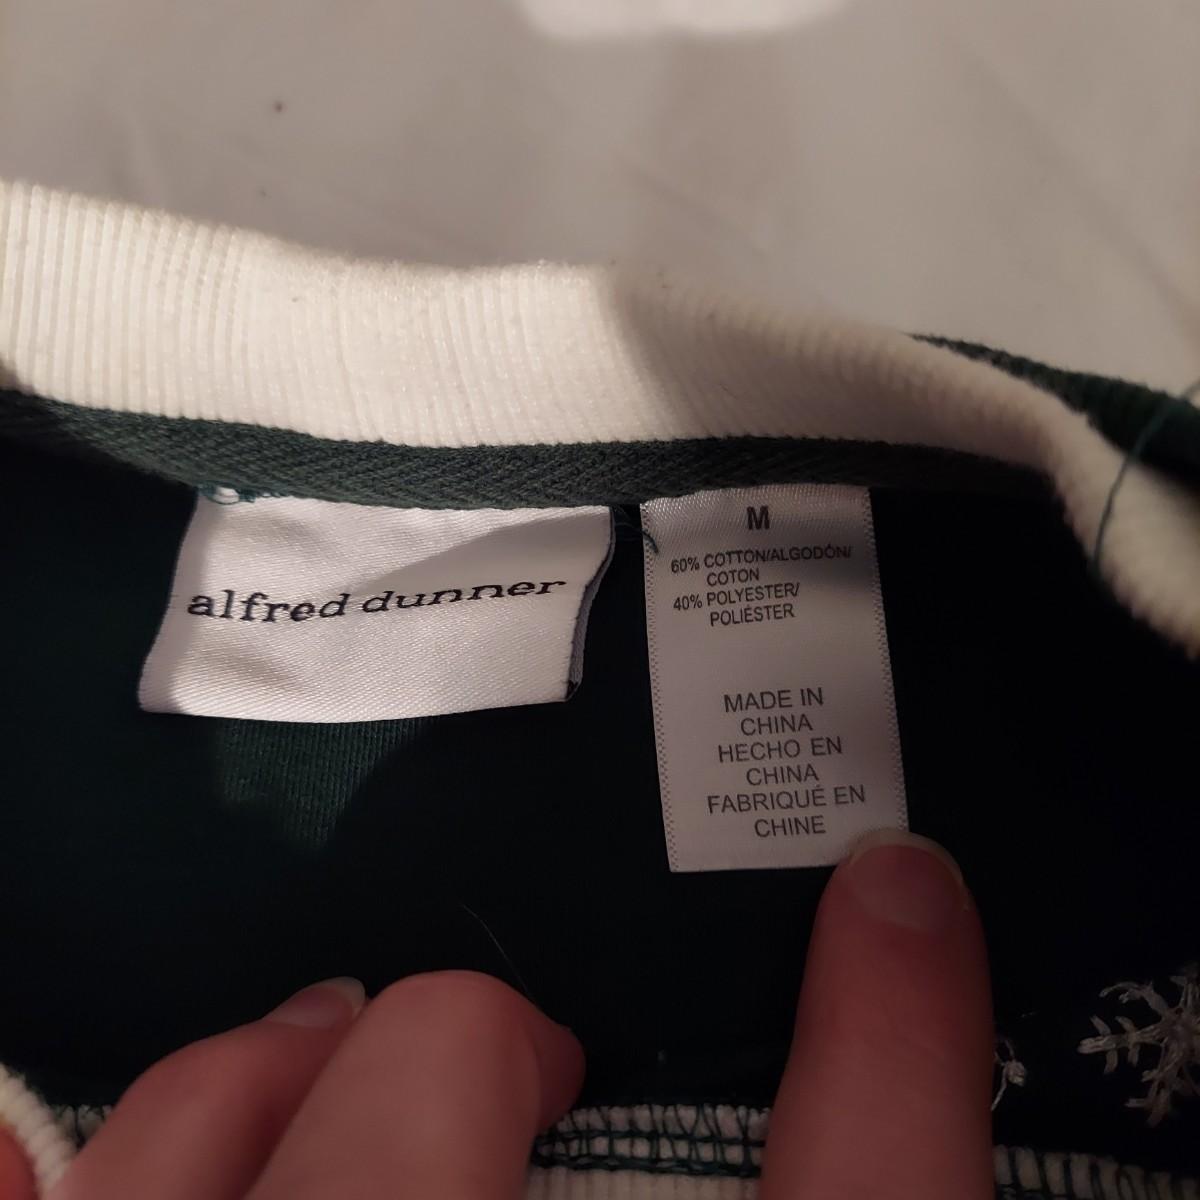 alfred dunner
M
60% COTTON/ALGODÓN/
COTON
40% POLYESTER/
POLIÉSTER
MADE IN
CHINA
HECHO EN
CHINA
FABRIQUÉ EN
CHINE